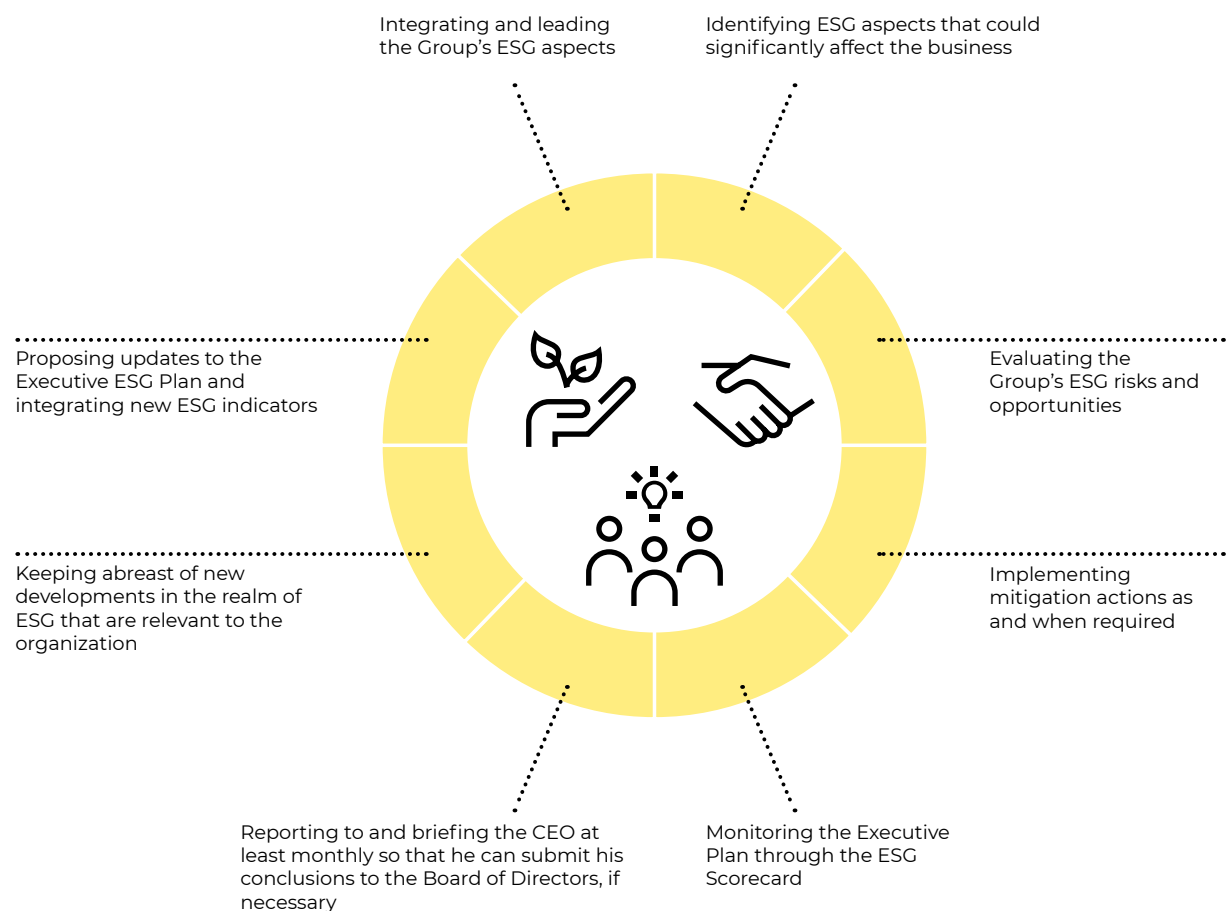 Integrating and leading
the Group’s ESG aspects
Identifying ESG aspects that could
significantly affect the business
Proposing updates to the
Executive ESG Plan and
integrating new ESG indicators
Evaluating the
Group’s ESG risks and
opportunities
Keeping abreast of new
developments in the realm of
ESG that are relevant to the
organization
Implementing
mitigation actions as
and when required
Reporting to and briefing the CEO at
least monthly so that he can submit his
conclusions to the Board of Directors, if
necessary
Monitoring the Executive
Plan through the ESG
Scorecard